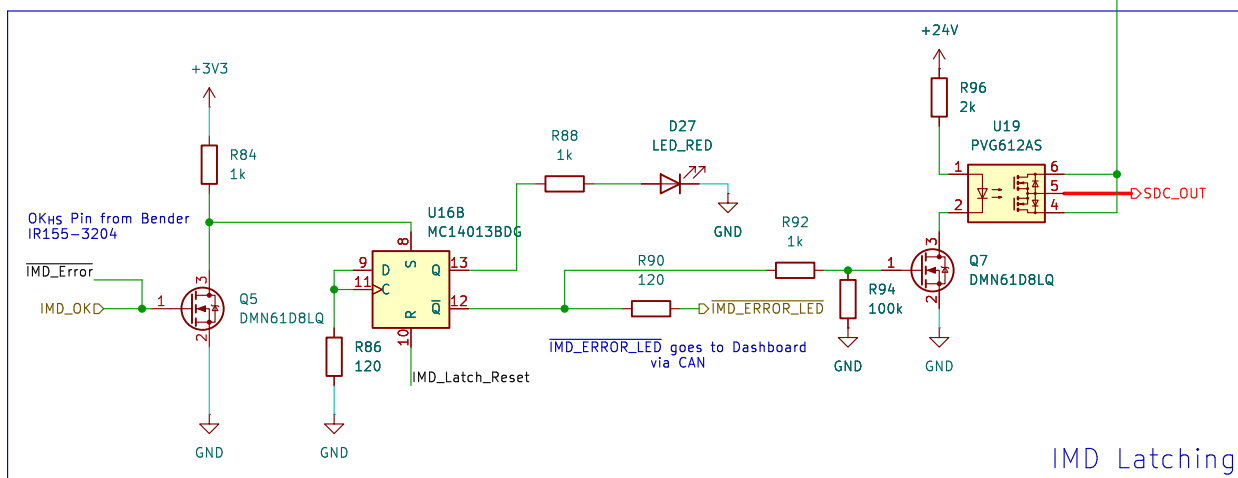 +24V
+3V3
R96
2k
D27
LED_RED
U19
PVG612AS
R88
1k
R84
1k
1
6
5
SDC_OUT
2
4
OKHS Pin from Bender
IR155-3204
U16B
MC14013BDG
GND
8
R92
1k
3
IMD_Error
9
D
S
Q
13
R90
120
1
Q7
DMN61D8LQ
3
11
C
IMD_OK
1
Q5
DMN61D8LQ
Q
12
IMD_ERROR_LED
R94
100k
2
R
10
2
R86
120
IMD_ERROR_LED goes to Dashboard
via CAN
GND
GND
IMD_Latch_Reset
GND
GND
IMD Latching